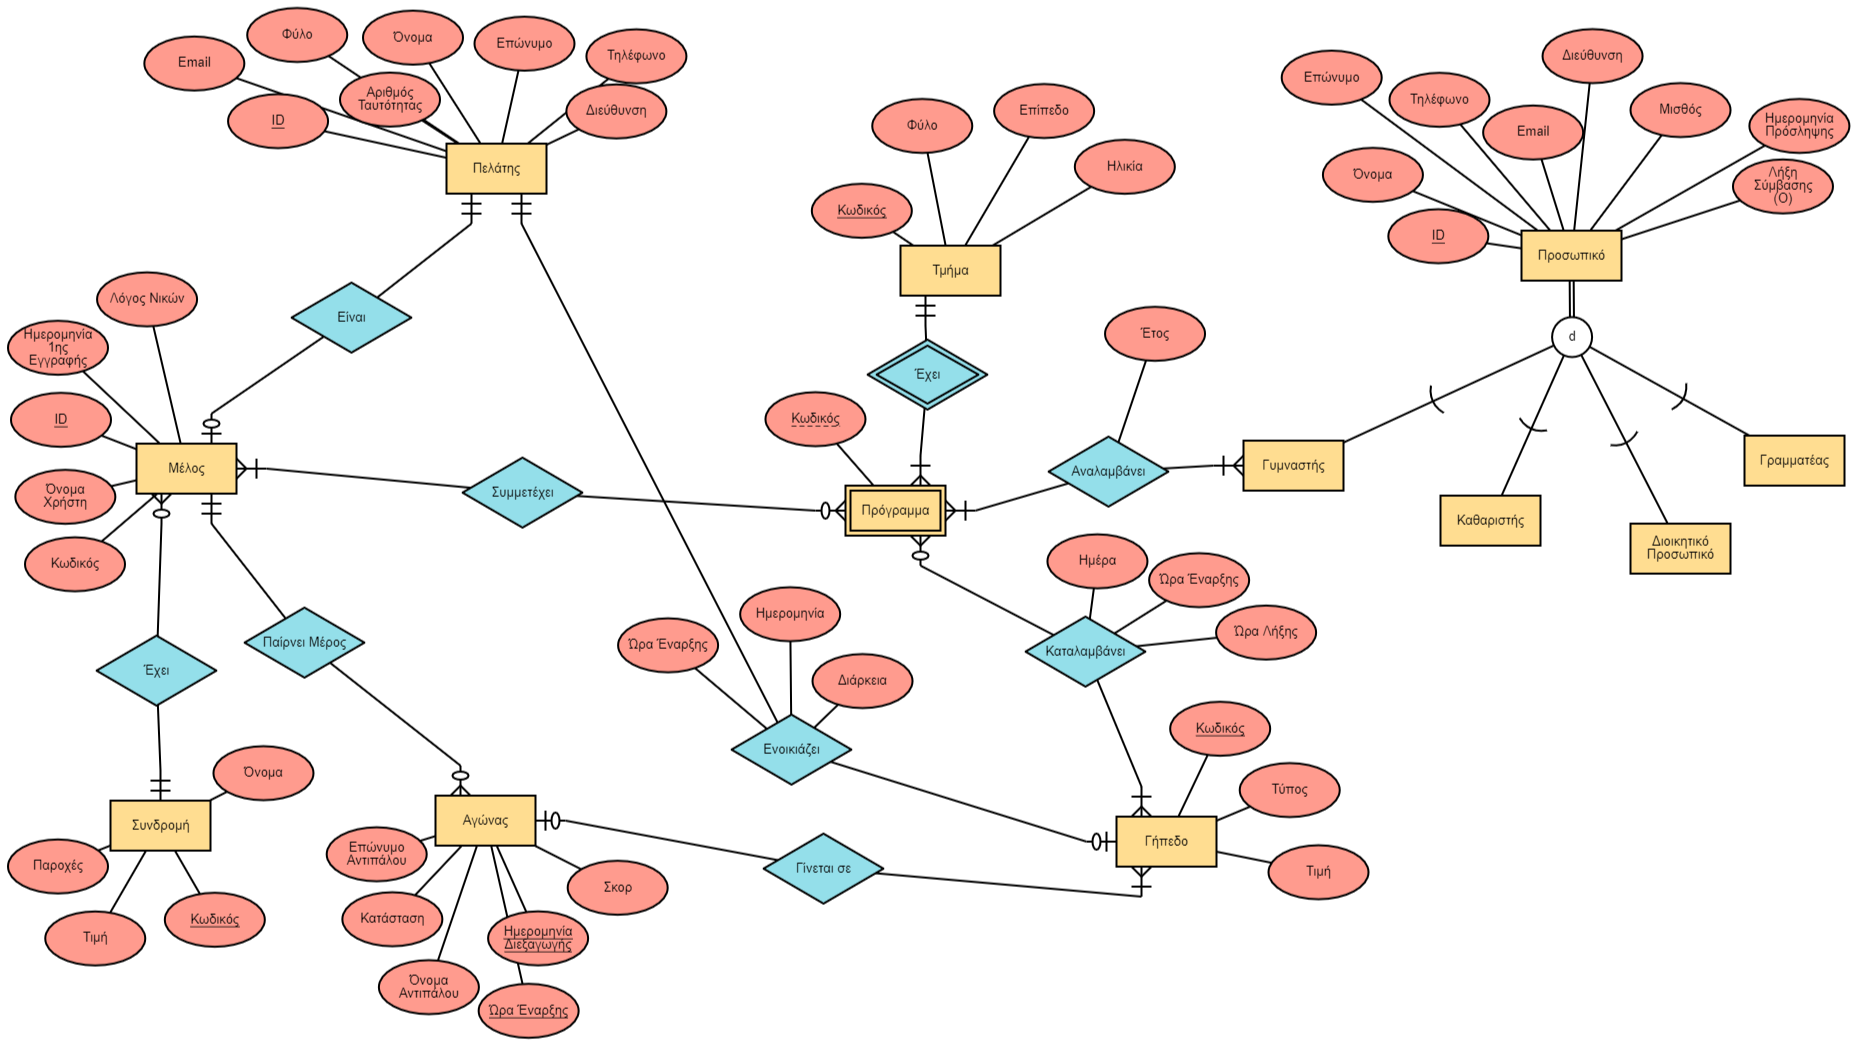 Email
Φύλο
Όνομα
Επώνυμο
Τηλέφωνο
ID
Αριθμός
Ταυτότητας
Διεύθυνση
Πελάτης
Φύλο
Επίπεδο
Ηλικία
Κωδικός
Τμήμα
Επώνυμο
Τηλέφωνο
Email
Διεύθυνση
Μισθός
Ημερομηνία
Πρόσληψης
Όνομα
ID
Λήξη
Σύμβασης
(Ο)
Προσωπικό
d
Γυμναστής
Καθαριστής
Διοικητικό
Προσωπικό
Γραμματέας
Είναι
Λόγος Νικών
Ημερομηνία
1ης
Εγγραφής
ID
Όνομα
Χρήστη
Κωδικός
Μέλος
Συμμετέχει
Έχει
Κωδικός
Πρόγραμμα
Έτος
Αναλαμβάνει
Έχει
Παίρνει Μέρος
Ώρα Έναρξης
Ημερομηνία
Διάρκεια
Ενοικιάζει
Ημέρα
Ώρα Έναρξης
Ώρα Λήξης
Καταλαμβάνει
Κωδικός
Τύπος
Τιμή
Γήπεδο
Όνομα
Συνδρομή
Παροχές
Τιμή
Κωδικός
Αγώνας
Επώνυμο
Αντιπάλου
Κατάσταση
Όνομα
Αντιπάλου
Ημερομηνία
Διεξαγωγής
Ώρα Έναρξης
Σκορ
Γίνεται σε